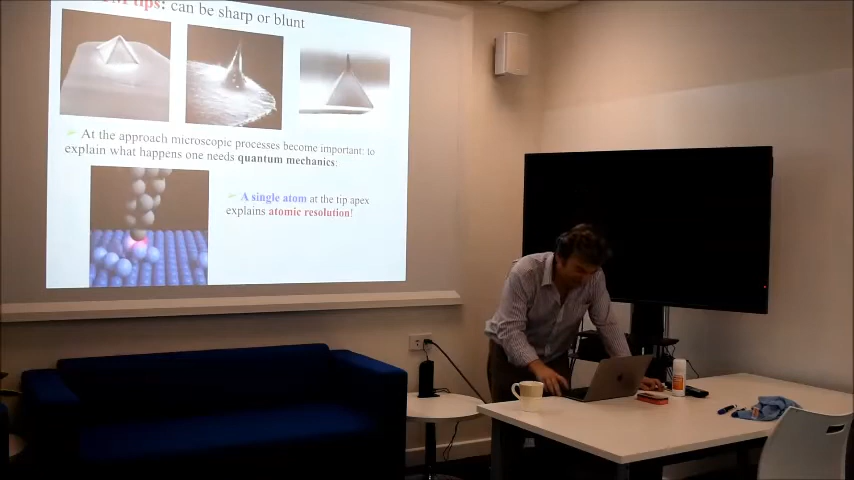 tips: can be sharp or blunt
At the approach microscopic processes become important: to
explain what happens one needs quantum mechanics:
A single atom at the tip apex
explains atomic resolution!